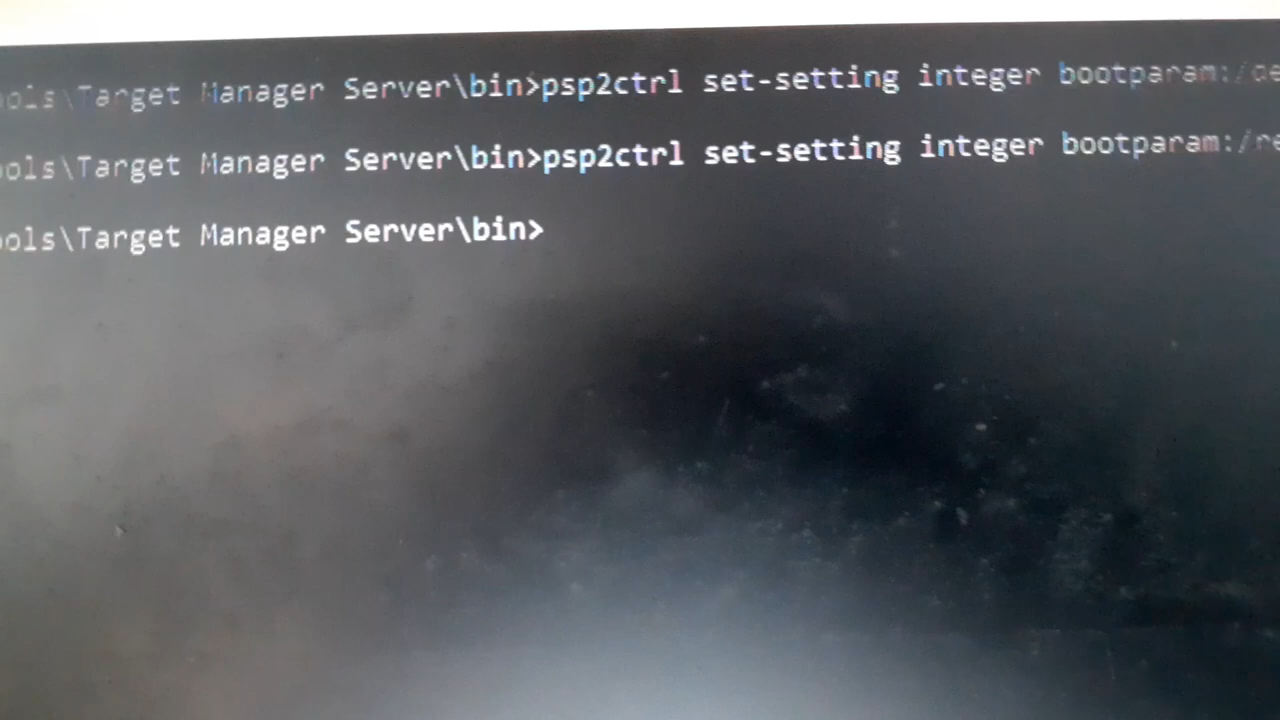 ols\Target Manager Server\bin>psp2ctrl set-setting integer bootparam:/
ols\Target Manager Server\bin>psp2ctrl set-setting integer bootparam:/re
ols\Target Manager Server\bin>